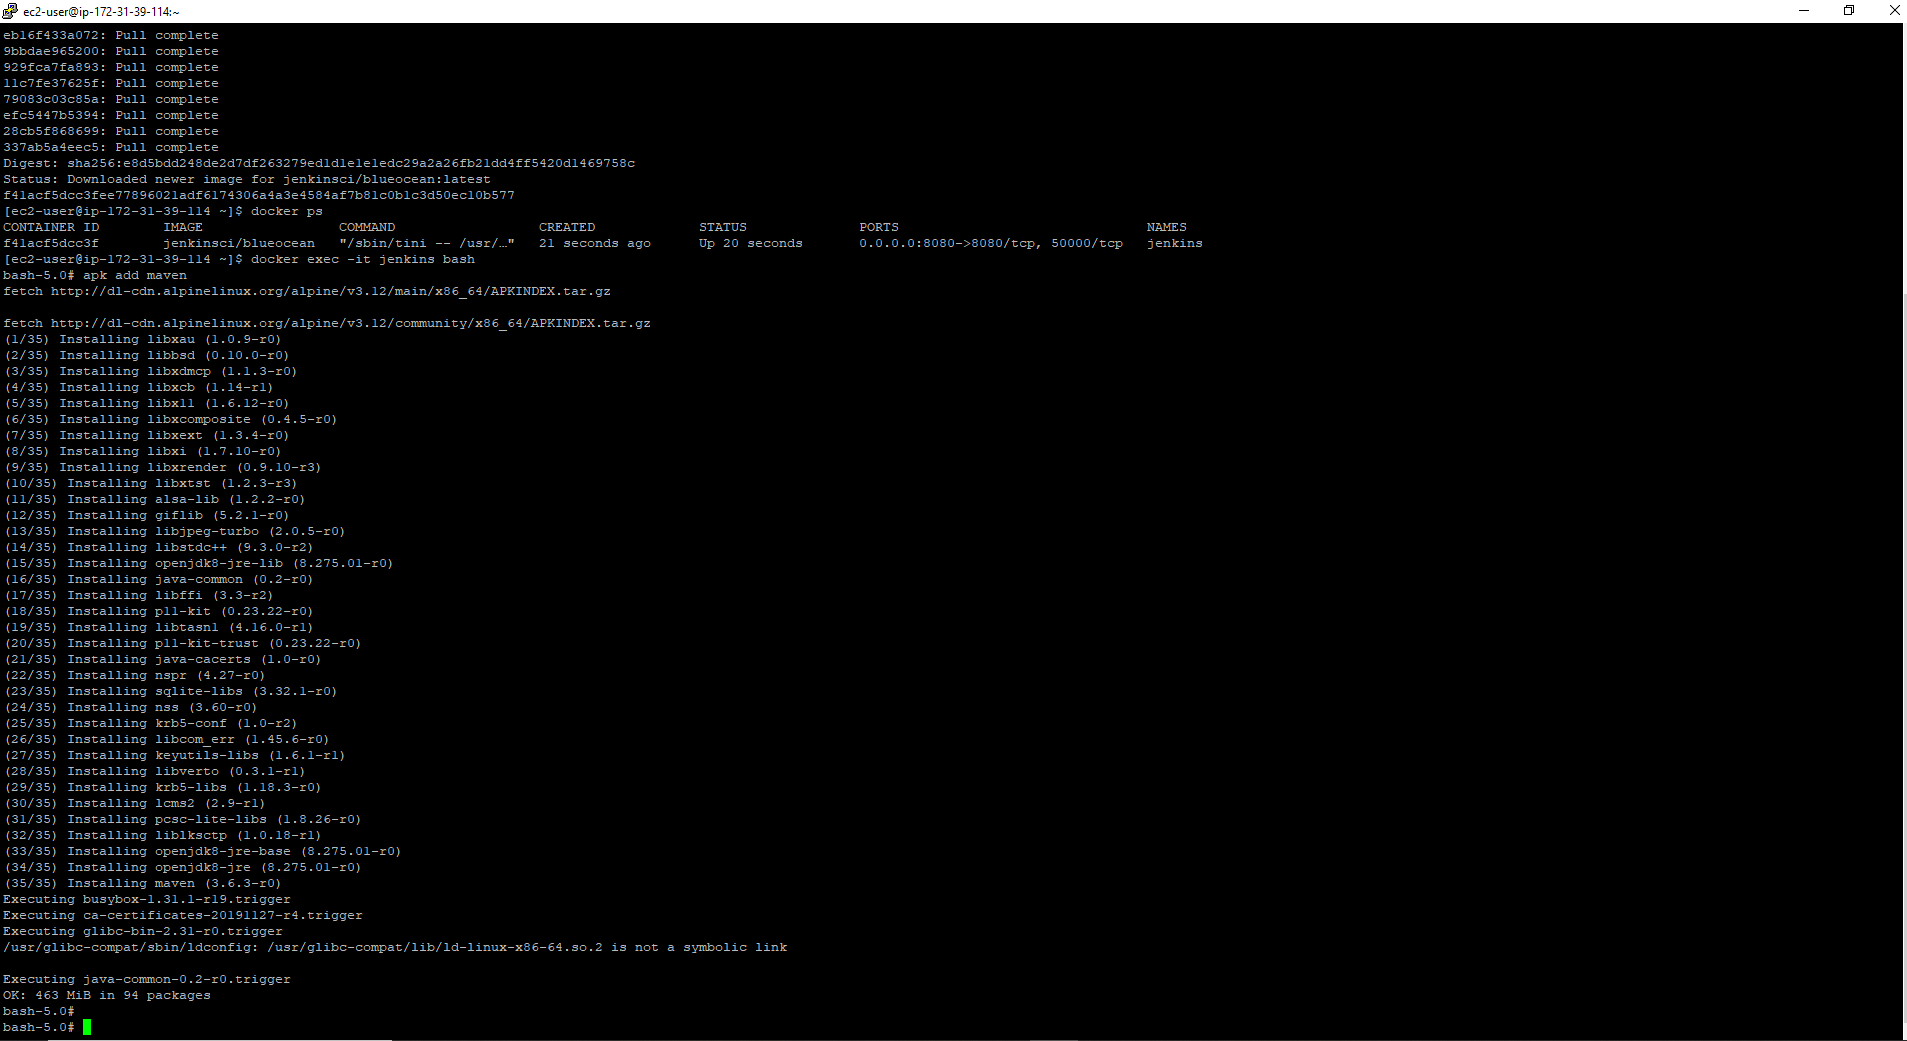 ec2-user@ip-172-31-39-114:~
eb16f433a072: Pull complete
9bbdae965200: Pull complete
929fca7fa893: Pull complete
11c7fe37625f: Pull complete
79083c03c85a: Pull complete
efc5447b5394: Pull complete
28cb5f868699: Pull complete
337ab5a4eec5: Pull complete
Digest: sha256:e8d5bdd248de2d7df263279ed1d1e1e1edc29a2a26fb21dd4ff5420d1469758c
Status: Downloaded newer image for jenkinsci/blueocean:latest
f41acf5dcc3fee77896021adf6174306a4a3e4584af7b81c0b1c3d50ec10b577
[ec2-user@ip-172-31-39-114 ~]$ docker ps
CONTAINER ID        IMAGE                 COMMAND                  CREATED             STATUS              PORTS                               NAMES
f41acf5dcc3f        jenkinsci/blueocean   "/sbin/tini -- /usr/…"   21 seconds ago      Up 20 seconds       0.0.0.0:8080->8080/tcp, 50000/tcp   jenkins
[ec2-user@ip-172-31-39-114 ~]$ docker exec -it jenkins bash
bash-5.0# apk add maven
fetch http://dl-cdn.alpinelinux.org/alpine/v3.12/main/x86_64/APKINDEX.tar.gz
fetch http://dl-cdn.alpinelinux.org/alpine/v3.12/community/x86_64/APKINDEX.tar.gz
(1/35) Installing libxau (1.0.9-r0)
(2/35) Installing libbsd (0.10.0-r0)
(3/35) Installing libxdmcp (1.1.3-r0)
(4/35) Installing libxcb (1.14-r1)
(5/35) Installing libx11 (1.6.12-r0)
(6/35) Installing libxcomposite (0.4.5-r0)
(7/35) Installing libxext (1.3.4-r0)
(8/35) Installing libxi (1.7.10-r0)
(9/35) Installing libxrender (0.9.10-r3)
(10/35) Installing libxtst (1.2.3-r3)
(11/35) Installing alsa-lib (1.2.2-r0)
(12/35) Installing giflib (5.2.1-r0)
(13/35) Installing libjpeg-turbo (2.0.5-r0)
(14/35) Installing libstdc++ (9.3.0-r2)
(15/35) Installing openjdk8-jre-lib (8.275.01-r0)
(16/35) Installing java-common (0.2-r0)
(17/35) Installing libffi (3.3-r2)
(18/35) Installing p11-kit (0.23.22-r0)
(19/35) Installing libtasn1 (4.16.0-r1)
(20/35) Installing p11-kit-trust (0.23.22-r0)
(21/35) Installing java-cacerts (1.0-r0)
(22/35) Installing nspr (4.27-r0)
(23/35) Installing sqlite-libs (3.32.1-r0)
(24/35) Installing nss (3.60-r0)
(25/35) Installing krb5-conf (1.0-r2)
(26/35) Installing libcom_err (1.45.6-r0)
(27/35) Installing keyutils-libs (1.6.1-r1)
(28/35) Installing libverto (0.3.1-r1)
(29/35) Installing krb5-libs (1.18.3-r0)
(30/35) Installing lcms2 (2.9-r1)
(31/35) Installing pcsc-lite-libs (1.8.26-r0)
(32/35) Installing liblksctp (1.0.18-r1)
(33/35) Installing openjdk8-jre-base (8.275.01-r0)
(34/35) Installing openjdk8-jre (8.275.01-r0)
(35/35) Installing maven (3.6.3-r0)
Executing busybox-1.31.1-r19.trigger
Executing ca-certificates-20191127-r4.trigger
Executing glibc-bin-2.31-r0.trigger
/usr/glibc-compat/sbin/ldconfig: /usr/glibc-compat/lib/ld-linux-x86-64.so.2 is not a symbolic link
Executing java-common-0.2-r0.trigger
OK: 463 MiB in 94 packages
bash-5.0#
bash-5.0#